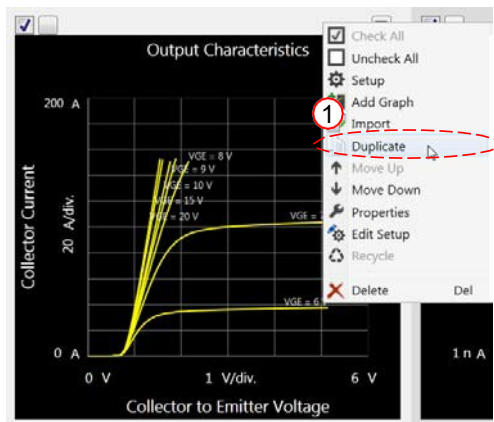 Output Characteristics
200 A
Collector Current
20 A/div.
VGE = 8 V
VGE = 9 V
VGE = 10 V
VGE = 15 V
VGE = 20 V
VGE =
VGE = 6 V
0 A
0 V
1 V/div.
6 V
Collector to Emitter Voltage
1
Check All
Uncheck All
Setup
Add Graph
Import
Duplicate
Move Up
Move Down
Properties
Edit Setup
Recycle
Delete Del
1 n A